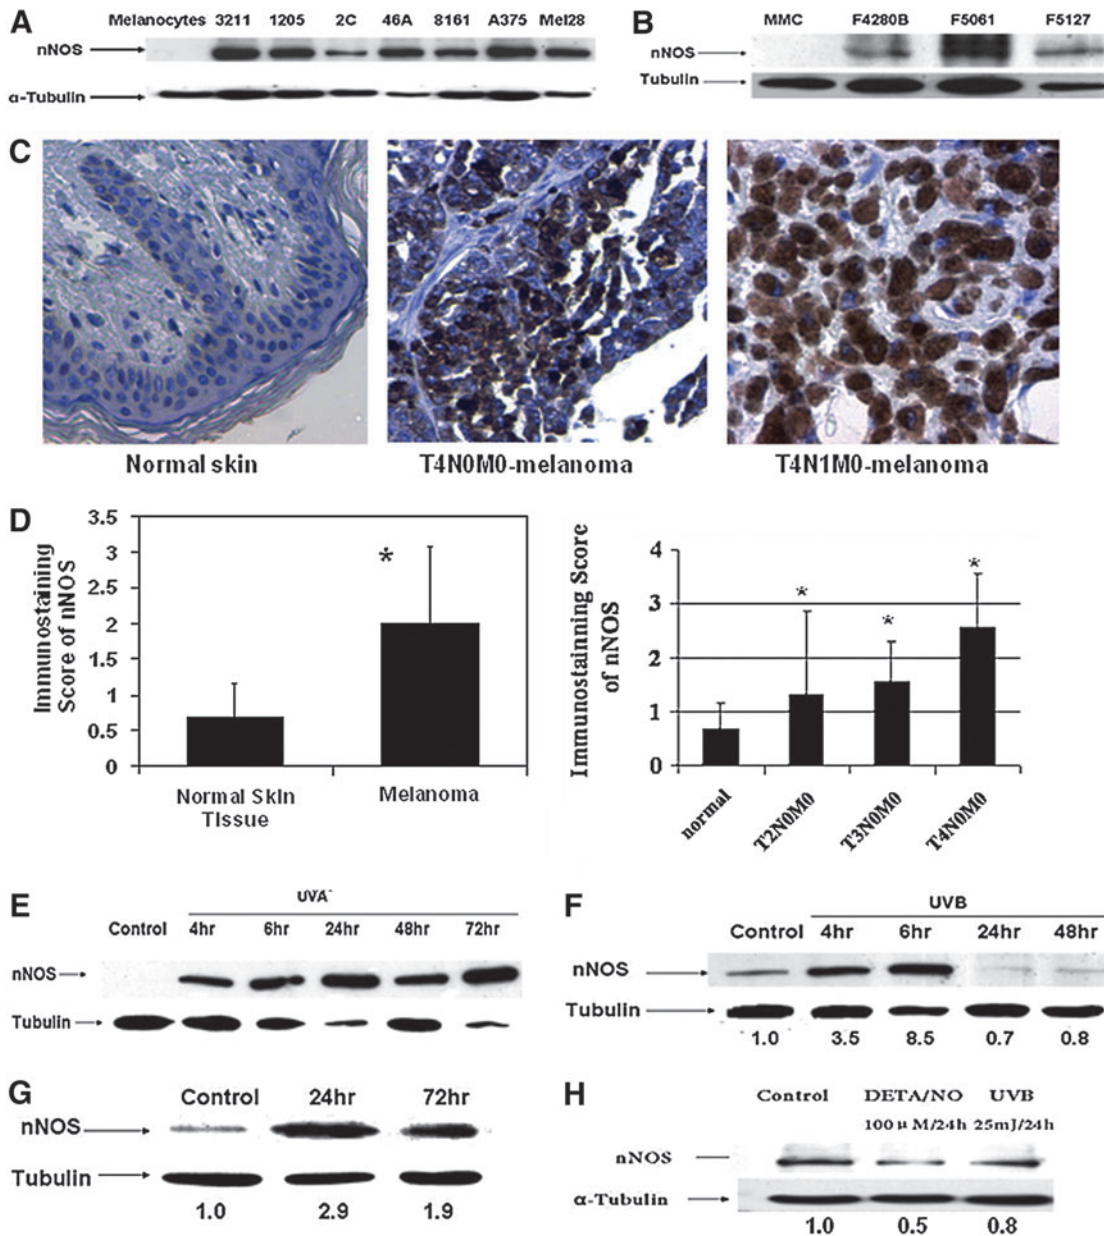 A
Melanocytes 3211 1205 2C 46A 8161 A375 Mel28
nNOS
α-Tubulin
B
MMC F4280B F5061 F5127
nNOS
Tubulin
C
Normal skin T4N0M0-melanoma T4N1M0-melanoma
D
Immunostaining
Score of nNOS
3.5
3
2.5
2
1.5
1
0.5
0
Normal Skin
Tissue
Melanoma
*
Immunostainning Score
of nNOS
4
3
2
1
0
* * *
normal T2N0M0 T3N0M0 T4N0M0
E
UVA
Control 4hr 6hr 24hr 48hr 72hr
nNOS
Tubulin
F
UVB
Control 4hr 6hr 24hr 48hr
nNOS
Tubulin
1.0 3.5 8.5 0.7 0.8
G
Control 24hr 72hr
nNOS
Tubulin
1.0 2.9 1.9
H
Control DETA/NO UVB
100 μM/24h 25mJ/24h
nNOS
α-Tubulin
1.0 0.5 0.8